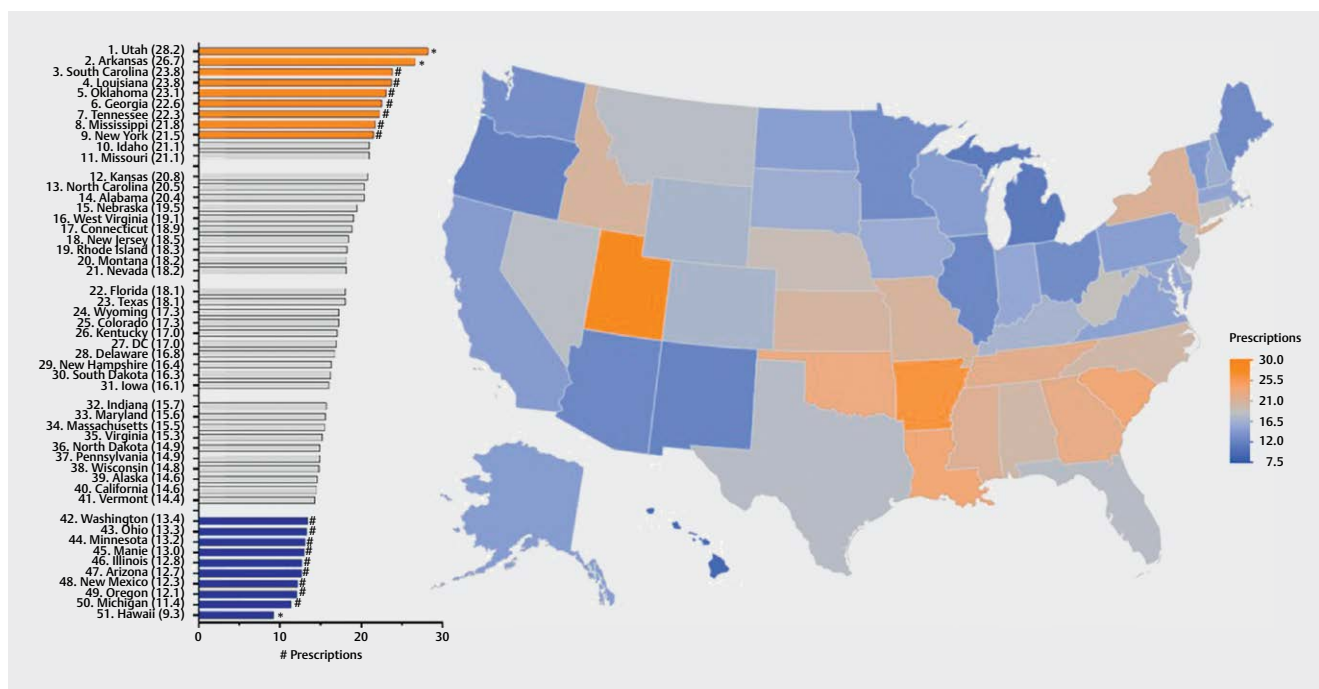 1. Utah (28.2)
*
2. Arkansas (26.7)
*
3. South Carolina (23.8)
#
4. Louisiana (23.8)
#
5. Oklahoma (23.1)
#
6. Georgia (22.6)
#
7. Tennessee (22.3)
#
8. Mississippi (21.8)
#
9. New York (21.5)
#
10. Idaho (21.1)
11. Missouri (21.1)
12. Kansas (20.8)
13. North Carolina (20.5)
14. Alabama (20.4)
15. Nebraska (19.5)
16. West Virginia (19.1)
17. Connecticut (18.9)
18. New Jersey (18.5)
19. Rhode Island (18.3)
20. Montana (18.2)
21. Nevada (18.2)
22. Florida (18.1)
23. Texas (18.1)
24. Wyoming (17.3)
25. Colorado (17.3)
26. Kentucky (17.0)
27. DC (17.0)
28. Delaware (16.8)
29. New Hampshire (16.4)
30. South Dakota (16.3)
31. Iowa (16.1)
32. Indiana (15.7)
33. Maryland (15.6)
34. Massachusetts (15.5)
35. Virginia (15.3)
36. North Dakota (14.9)
37. Pennsylvania (14.9)
38. Wisconsin (14.8)
39. Alaska (14.6)
40. California (14.6)
41. Vermont (14.4)
42. Washington (13.4)
#
43. Ohio (13.3)
#
44. Minnesota (13.2)
#
45. Manie (13.0)
#
46. Illinois (12.8)
#
47. Arizona (12.7)
#
48. New Mexico (12.3)
#
49. Oregon (12.1)
#
50. Michigan (11.4)
#
51. Hawaii (9.3)
*
0 10 20 30
# Prescriptions
Prescriptions
30.0
25.5
21.0
16.5
12.0
7.5